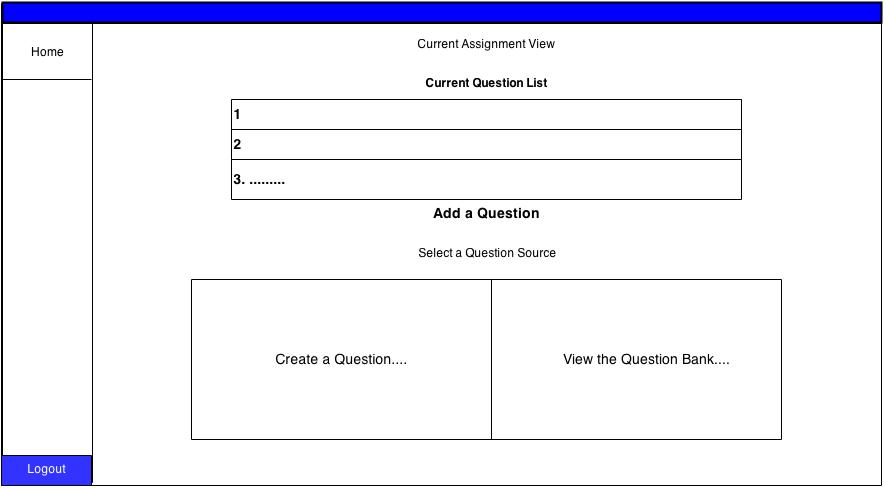 Home
Current Assignment View
Current Question List
1
2
3. .........
Add a Question
Select a Question Source
Create a Question....
View the Question Bank....
Logout